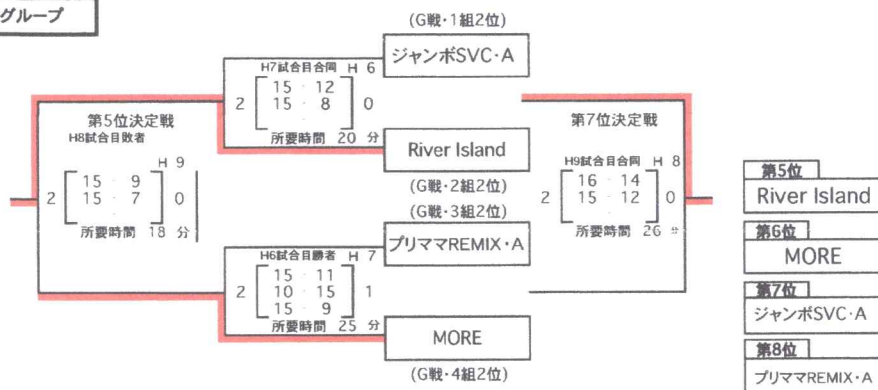 グループ
(G戦・1組2位)
ジャンボSVC・A
H7試合目合同 H 6
15 - 12
2 15 - 8 0
所要時間 20 分
River Island
(G戦・2組2位)
第5位決定戦
H8試合目敗者
H 9
15 - 9
2 15 - 7 0
所要時間 18 分
(G戦・3組2位)
プリママREMIX・A
H6試合目勝者 H 7
15 - 11
2 10 - 15 1
15 - 9
所要時間 25 分
MORE
(G戦・4組2位)
第7位決定戦
H9試合目合同 H 8
16 - 14
2 15 - 12 0
所要時間 26
第5位
River Island
第6位
MORE
第7位
ジャンボSVC・A
第8位
プリママREMIX・A